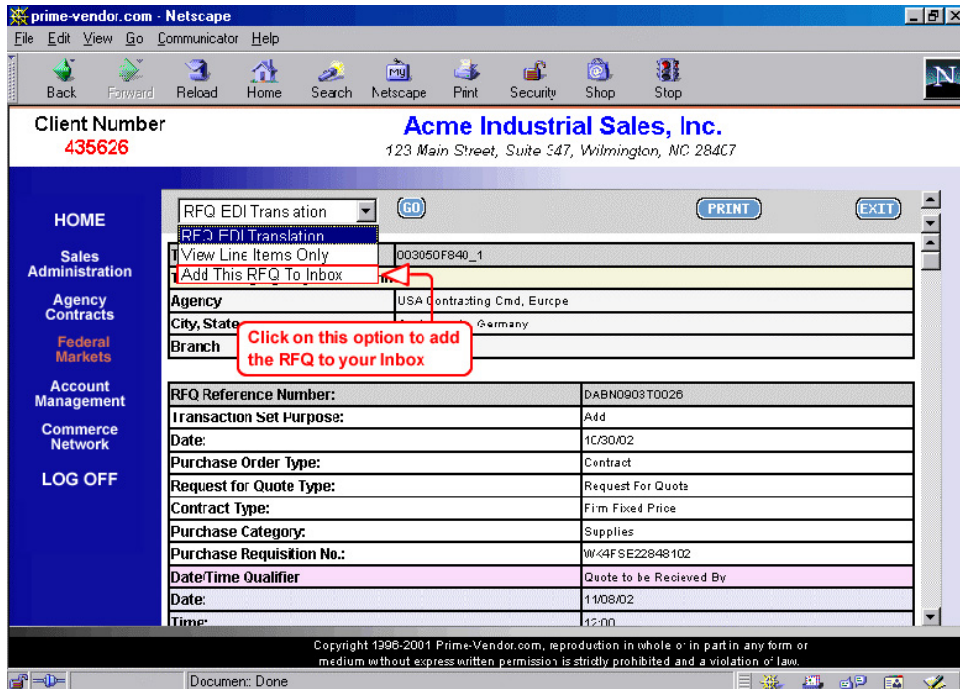 prime-vendor.com - Netscape
File Edit View Go Communicator Help
Back Forward Reload Home Search Netscape Print Security Shop Stop
My
N
Client Number
435626
Acme Industrial Sales, Inc.
123 Main Street, Suite 347, Wilmington, NC 28407
HOME
Sales
Administration
Agency
Contracts
Federal
Markets
Account
Management
Commerce
Network
LOG OFF
RFQ EDI Translation
GO
PRINT
EXIT
RFQ EDI Translation
View Line Items Only
Add This RFQ To Inbox
003050F840_1
Agency
USA Contracting Cmd, Europe
City, State
Germany
Branch
Click on this option to add
the RFQ to your Inbox
RFQ Reference Number:
DABN0903T0026
Transaction Set Purpose:
Add
Date:
10/30/02
Purchase Order Type:
Contract
Request for Quote Type:
Request For Quote
Contract Type:
Firm Fixed Price
Purchase Category:
Supplies
Purchase Requisition No.:
WK4FSE22848102
Date/Time Qualifier
Quote to be Recieved By
Date:
11/08/02
Time:
12:00
Copyright 1996-2001 Prime-Vendor.com, reproduction in whole or in part in any form or
medium without express written permission is strictly prohibited and a violation of law.
Document: Done